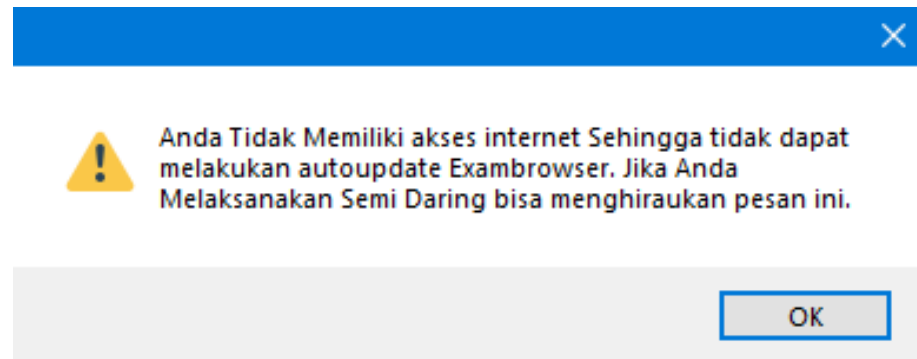 Anda Tidak Memiliki akses internet Sehingga tidak dapat
melakukan autoupdate Exambrowser. Jika Anda
Melaksanakan Semi Daring bisa menghiraukan pesan ini.
OK